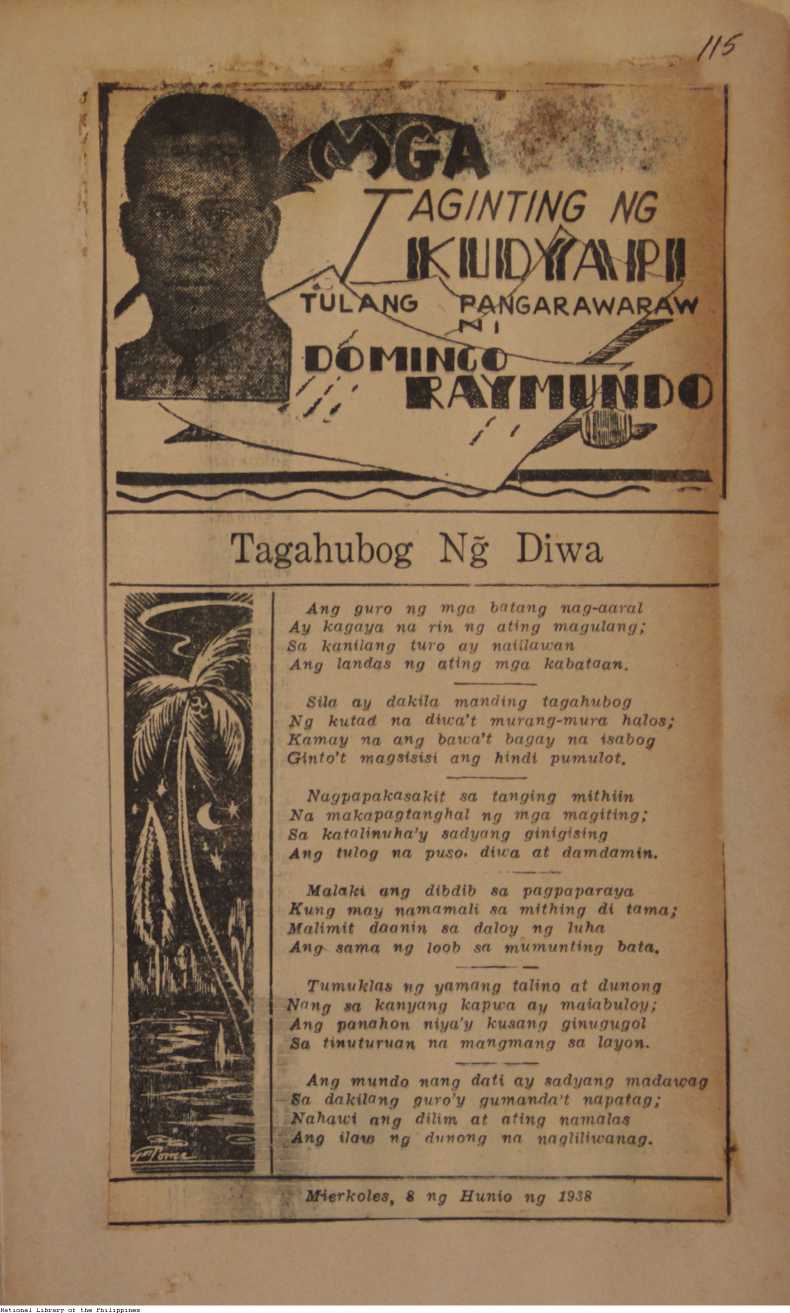 115
MGA
TAGINTING NG
KUDYAPI
TULANG PANGARAWARAW
NI
DOMINGO
RAYMUNDO
Tagahubog Ng̃ Diwa
Ang guro ng mga batang nag-aaral
Ay kagaya na rin ng ating magulang;
Sa kanilang turo ay naiilawan
Ang landas ng ating mga kabataan.
Sila ay dakila manding tagahubog
Ng kutad na diwa't murang-mura halos;
Kamay na ang bawa't bagay na isabog
Ginto't magsisisi ang hindi pumulot.
Nagpapakasakit sa tanging mithiin
Na makapagtanghal ng mga magiting;
Sa katalinuha'y sadyang ginigising
Ang tulog na puso, diwa at damdamin.
Malaki ang dibdib sa pagpaparaya
Kung may namamali sa mithing di tama;
Malimit daanin sa daloy ng luha
Ang sama ng loob sa mumunting bata.
Tumuklas ng yamang talino at dunong
Nang sa kanyang kapwa ay maiabuloy;
Ang panahon niya'y kusang ginugugol
Sa tinuturuan na mangmang sa layon.
Ang mundo nang dati ay sadyang madawag
Sa dakilang guro'y gumanda't napatag;
Nahawi ang dilim at ating namalas
Ang ilaw ng dunong na nagliliwanag.
Mierkoles, 8 ng Hunio ng 1938
National Library of the Philippines